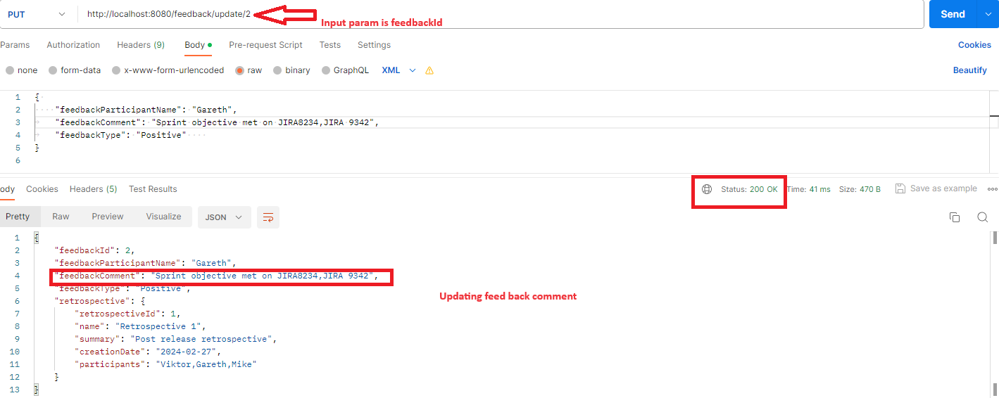 PUT http://localhost:8080/feedback/update/2 Send
Input param is feedbackId
Params Authorization Headers (9) Body Pre-request Script Tests Settings Cookies
none form-data x-www-form-urlencoded raw binary GraphQL XML Beautify
1 {
2 "feedbackParticipantName": "Gareth",
3 "feedbackComment": "Sprint objective met on JIRA8234,JIRA 9342",
4 "feedbackType": "Positive"
5 }
6
ody Cookies Headers (5) Test Results Status: 200 OK Time: 41 ms Size: 470 B Save as example
Pretty Raw Preview Visualize JSON
1 {
2 "feedbackId": 2,
3 "feedbackParticipantName": "Gareth",
4 "feedbackComment": "Sprint objective met on JIRA8234,JIRA 9342",
5 "feedbackType": "Positive",
Updating feed back comment
6 "retrospective": {
7 "retrospectiveId": 1,
8 "name": "Retrospective 1",
9 "summary": "Post release retrospective",
10 "creationDate": "2024-02-27",
11 "participants": "Viktor,Gareth,Mike"
12 }
13 }